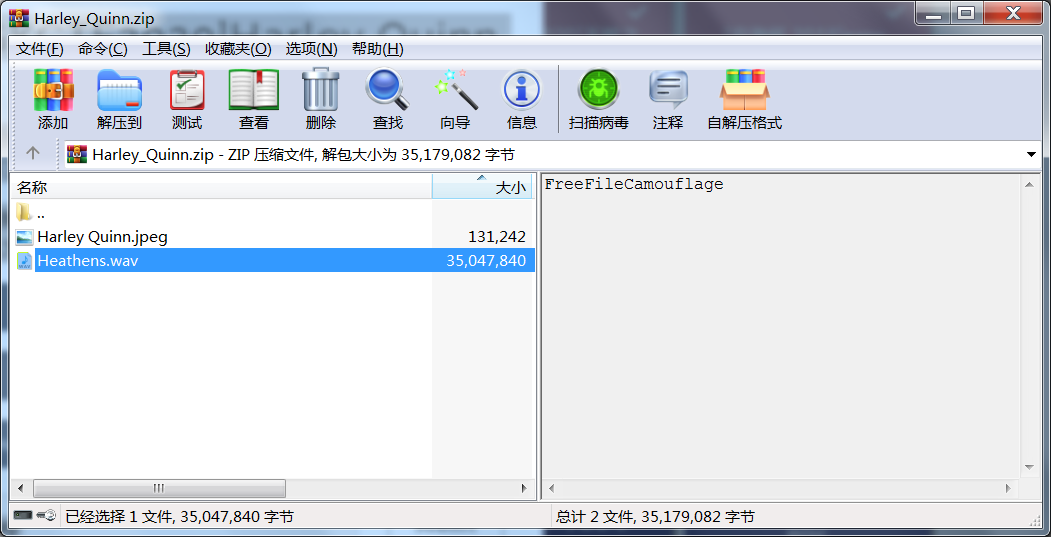 Harley_Quinn.zip
文件(F) 命令(C) 工具(S) 收藏夹(O) 选项(N) 帮助(H)
添加 解压到 测试 查看 删除 查找 向导 信息 扫描病毒 注释 自解压格式
Harley_Quinn.zip - ZIP 压缩文件, 解包大小为 35,179,082 字节
名称 大小
FreeFileCamouflage
..
Harley Quinn.jpeg 131,242
Heathens.wav 35,047,840
已经选择 1 文件, 35,047,840 字节
总计 2 文件, 35,179,082 字节